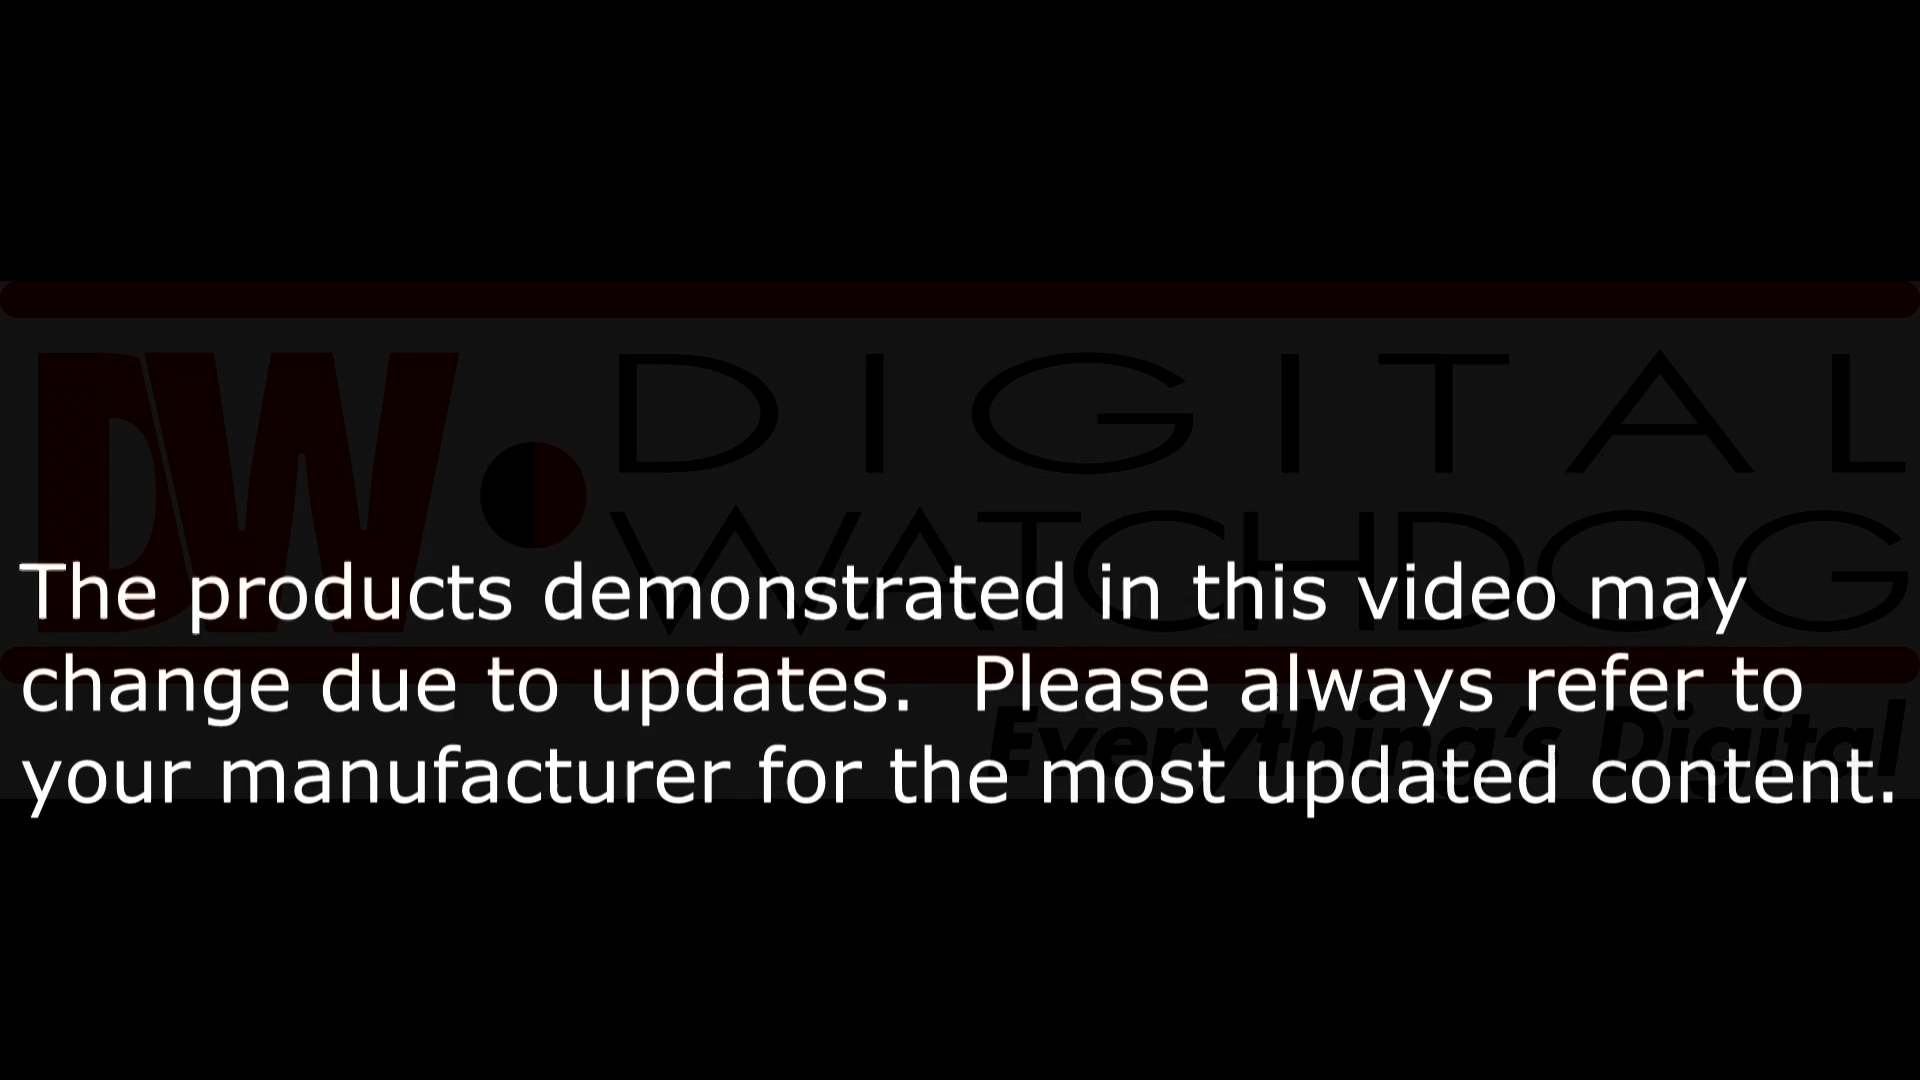 DW DIGITAL
WATCHDOG
The products demonstrated in this video may
change due to updates.  Please always refer to
Everything's Digital
your manufacturer for the most updated content.